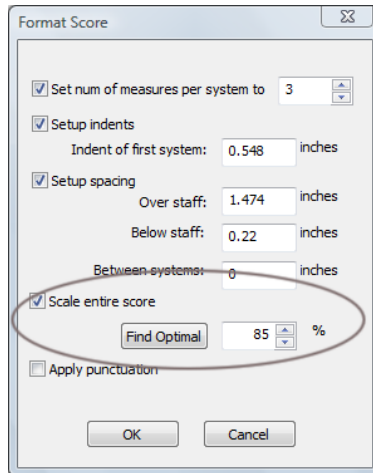 Format Score
Set num of measures per system to 3
Setup indents
Indent of first system: 0.548 inches
Setup spacing
Over staff: 1.474 inches
Below staff: 0.22 inches
Between systems: 0 inches
Scale entire score
Find Optimal 85 %
Apply punctuation
OK Cancel